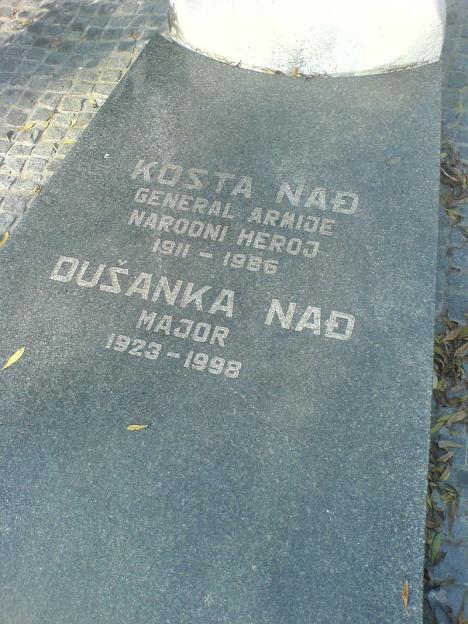 KOSTA NAĐ
GENERAL ARMIJE
NARODNI HEROJ
1911 - 1986
DUŠANKA NAĐ
MAJOR
1923-1998